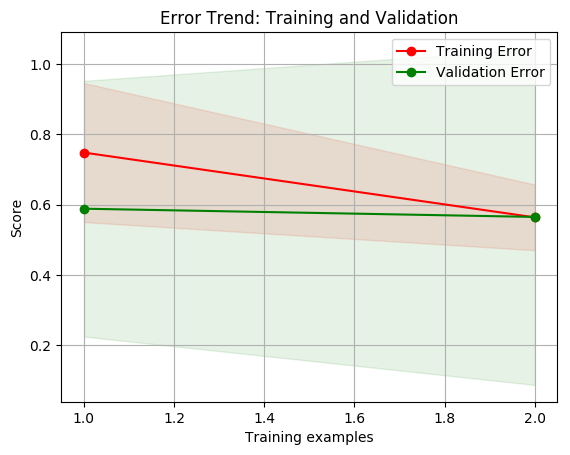 Error Trend: Training and Validation
Training Error
Validation Error
1.0
0.8
0.6
0.4
0.2
Score
1.0
1.2
1.4
1.6
1.8
2.0
Training examples